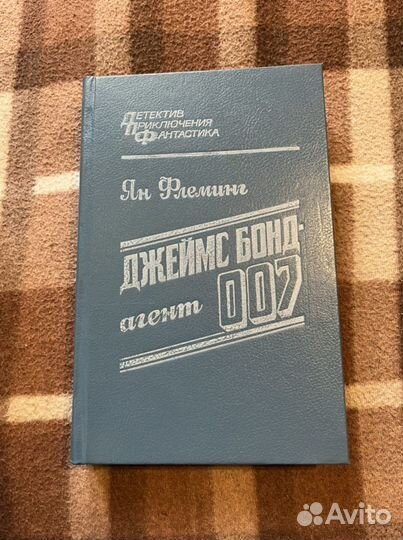 Детектив
Приключения
Фантастика
Ян Флеминг
ДЖЕЙМС БОНД-
агент 007
Avito